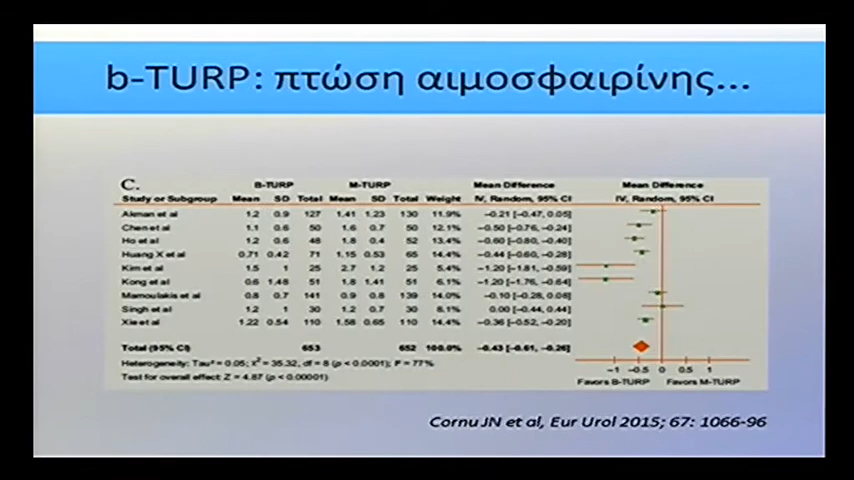 b-TURP: πτώση αιμοσφαιρίνης...
C. B-TURP M-TURP Mean Difference Mean Difference
Study or Subgroup Mean SD Total Mean SD Total Weight IV, Random, 95% CI IV, Random, 95% CI
Akman et al 1.2 0.9 127 1.41 1.23 130 11.9% −0.21 [−0.47, 0.05]
Chen et al 1.1 0.6 50 1.6 0.7 50 12.1% −0.50 [−0.76, −0.24]
Ho et al 1.2 0.6 48 1.8 0.4 52 13.4% −0.60 [−0.80, −0.40]
Huang X et al 0.71 0.42 71 1.15 0.53 65 14.4% −0.44 [−0.60, −0.28]
Kim et al 1.5 1 25 2.7 1.2 25 5.4% −1.20 [−1.81, −0.59]
Kong et al 0.6 1.48 51 1.8 1.41 51 6.1% −1.20 [−1.76, −0.64]
Mamoulakis et al 0.8 0.7 141 0.9 0.8 139 14.0% −0.10 [−0.28, 0.08]
Singh et al 1.2 1 30 1.2 0.7 30 8.2% 0.00 [−0.44, 0.44]
Xie et al 1.22 0.54 110 1.58 0.65 110 14.4% −0.36 [−0.52, −0.20]
Total (95% CI) 653 652 100.0% −0.43 [−0.61, −0.26]
Heterogeneity: Tau² = 0.05; χ² = 35.32, df = 8 (p < 0.0001); I² = 77%
Test for overall effect: Z = 4.87 (p < 0.00001)
−1 −0.5 0 0.5 1
Favors B-TURP Favors M-TURP
Cornu JN et al, Eur Urol 2015; 67: 1066-96